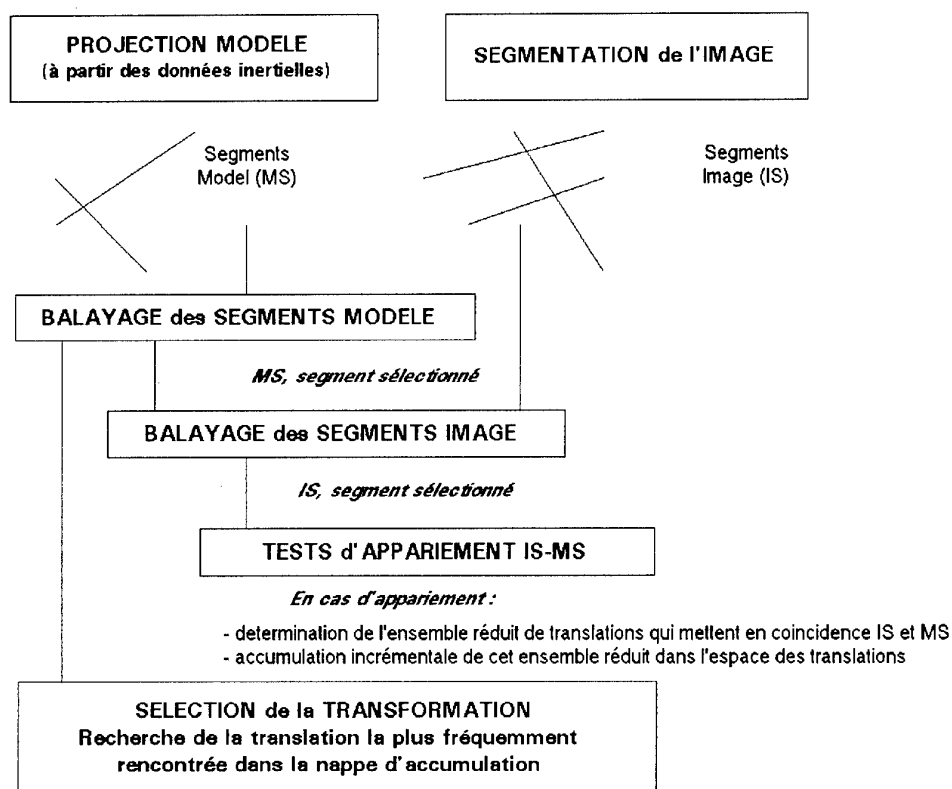 PROJECTION MODELE
(à partir des données inertielles)
SEGMENTATION de l'IMAGE
Segments
Model (MS)
Segments
Image (IS)
BALAYAGE des SEGMENTS MODELE
MS, segment sélectionné
BALAYAGE des SEGMENTS IMAGE
IS, segment sélectionné
TESTS d'APPARIEMENT IS-MS
En cas d'appariement :
- determination de l'ensemble réduit de translations qui mettent en coincidence IS et MS
- accumulation incrémentale de cet ensemble réduit dans l'espace des translations
SELECTION de la TRANSFORMATION
Recherche de la translation la plus fréquemment
rencontrée dans la nappe d'accumulation